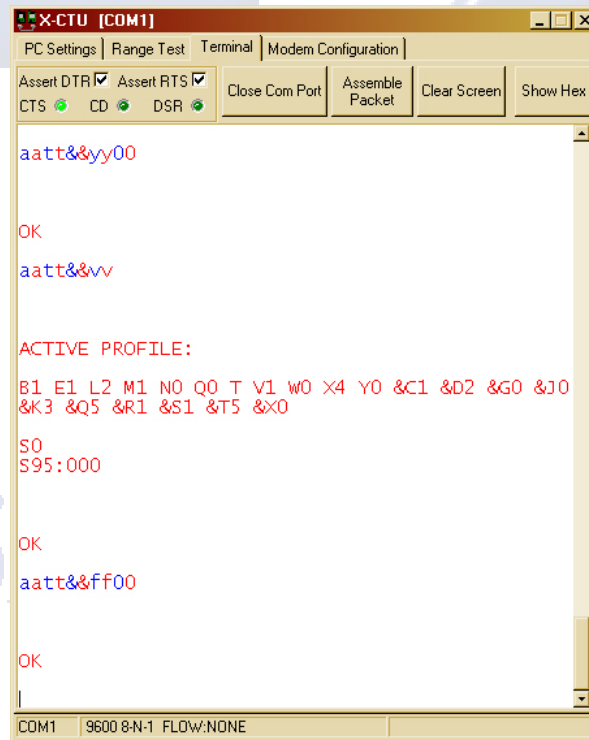 X-CTU [COM1]
PC Settings Range Test Terminal Modem Configuration
Assert DTR Assert RTS
CTS CD DSR
Close Com Port
Assemble
Packet
Clear Screen
Show Hex
aatt&&yy00
OK
aatt&&vv
ACTIVE PROFILE:
B1 E1 L2 M1 N0 Q0 T V1 W0 X4 Y0 &C1 &D2 &G0 &J0
&K3 &Q5 &R1 &S1 &T5 &X0
S0
S95:000
OK
aatt&&ff00
OK
COM1 9600 8-N-1 FLOW:NONE